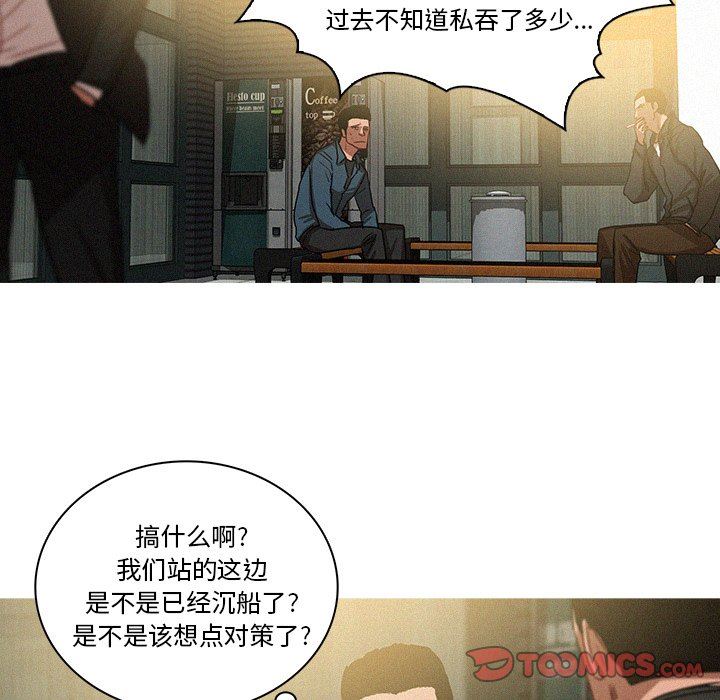 过去不知道私吞了多少...
Hesto cup
Coffee
top
搞什么啊?
我们站的这边
是不是已经沉船了?
是不是该想点对策了?
TOOMICS.COM